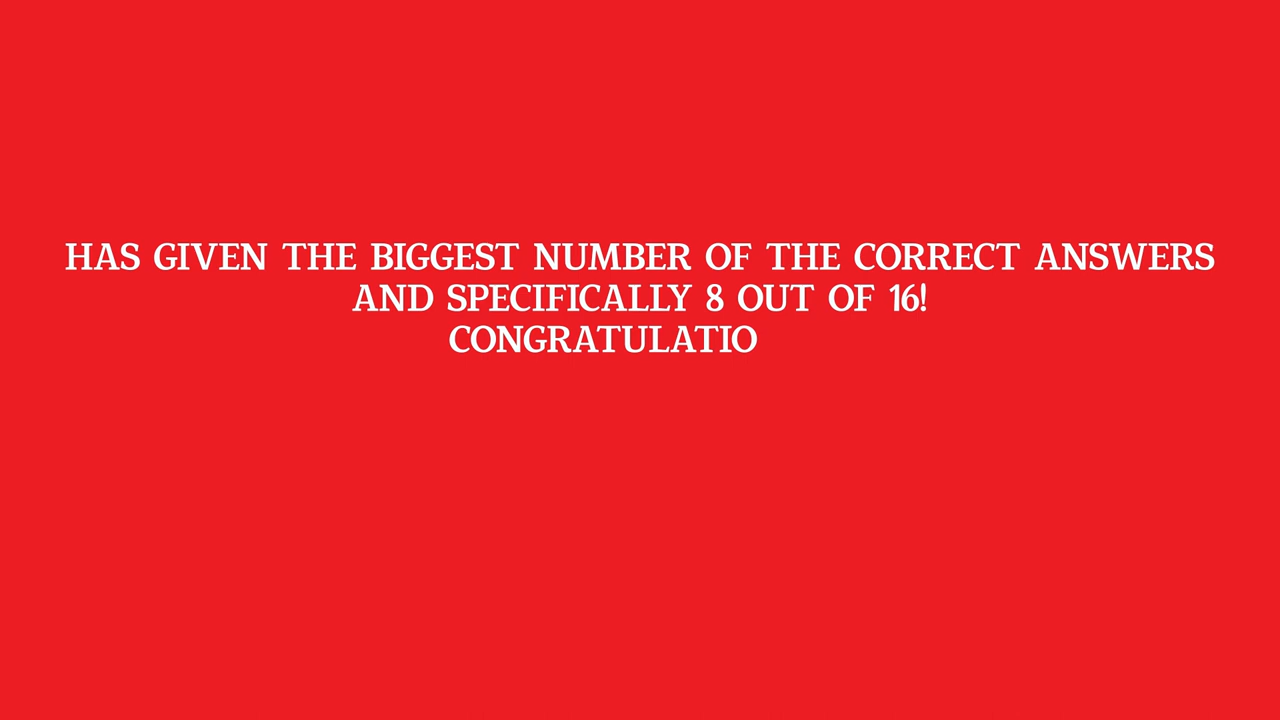 HAS GIVEN THE BIGGEST NUMBER OF THE CORRECT ANSWERS
AND SPECIFICALLY 8 OUT OF 16!
CONGRATULATIO